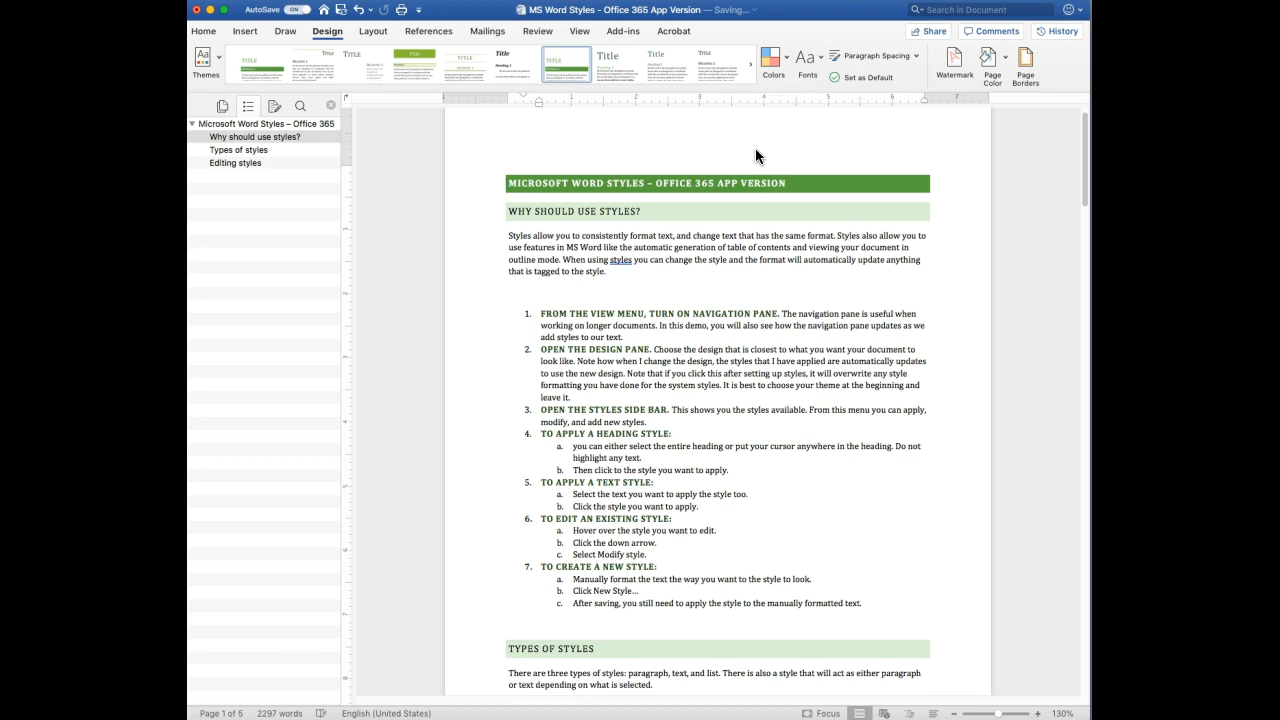 AutoSave ON MS Word Styles - Office 365 App Version — Saving... Search in Document
Home Insert Draw Design Layout References Mailings Review View Add-ins Acrobat Share Comments History
Aa TITLE TITLE TITLE TITLE TITLE Title TITLE Title Title TITLE Aa Paragraph Spacing
Themes Colors Fonts Set as Default Watermark Page Color Page Borders
1 2 3 4 5 6 7
Microsoft Word Styles – Office 365
Why should use styles?
Types of styles
Editing styles
MICROSOFT WORD STYLES – OFFICE 365 APP VERSION
WHY SHOULD USE STYLES?
Styles allow you to consistently format text, and change text that has the same format. Styles also allow you to
use features in MS Word like the automatic generation of table of contents and viewing your document in
outline mode. When using styles you can change the style and the format will automatically update anything
that is tagged to the style.
1. FROM THE VIEW MENU, TURN ON NAVIGATION PANE. The navigation pane is useful when
working on longer documents. In this demo, you will also see how the navigation pane updates as we
add styles to our text.
2. OPEN THE DESIGN PANE. Choose the design that is closest to what you want your document to
look like. Note how when I change the design, the styles that I have applied are automatically updates
to use the new design. Note that if you click this after setting up styles, it will overwrite any style
formatting you have done for the system styles. It is best to choose your theme at the beginning and
leave it.
3. OPEN THE STYLES SIDE BAR. This shows you the styles available. From this menu you can apply,
modify, and add new styles.
4. TO APPLY A HEADING STYLE:
a. you can either select the entire heading or put your cursor anywhere in the heading. Do not
highlight any text.
b. Then click to the style you want to apply.
5. TO APPLY A TEXT STYLE:
a. Select the text you want to apply the style too.
b. Click the style you want to apply.
6. TO EDIT AN EXISTING STYLE:
a. Hover over the style you want to edit.
b. Click the down arrow.
c. Select Modify style.
7. TO CREATE A NEW STYLE:
a. Manually format the text the way you want to the style to look.
b. Click New Style...
c. After saving, you still need to apply the style to the manually formatted text.
TYPES OF STYLES
There are three types of styles: paragraph, text, and list. There is also a style that will act as either paragraph
or text depending on what is selected.
Page 1 of 5 2297 words English (United States) Focus 130%